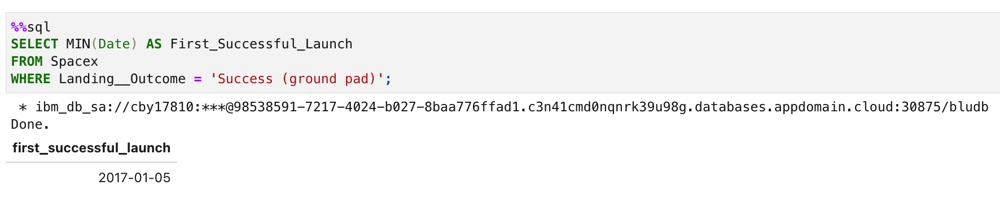 %%sql
SELECT MIN(Date) AS First_Successful_Launch
FROM Spacex
WHERE Landing__Outcome = 'Success (ground pad)';
* ibm_db_sa://cby17810:***@98538591-7217-4024-b027-8baa776ffad1.c3n41cmd0nqnrk39u98g.databases.appdomain.cloud:30875/bludb
Done.
first_successful_launch
2017-01-05